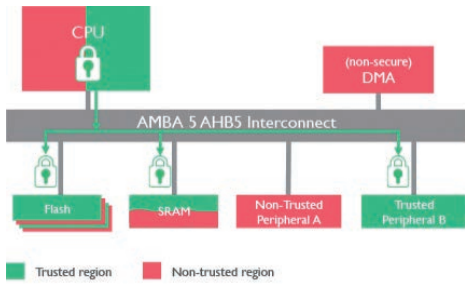 CPU
(non-secure)
DMA
AMBA 5 AHB5 Interconnect
Flash
SRAM
Non-Trusted
Peripheral A
Trusted
Peripheral B
Trusted region
Non-trusted region